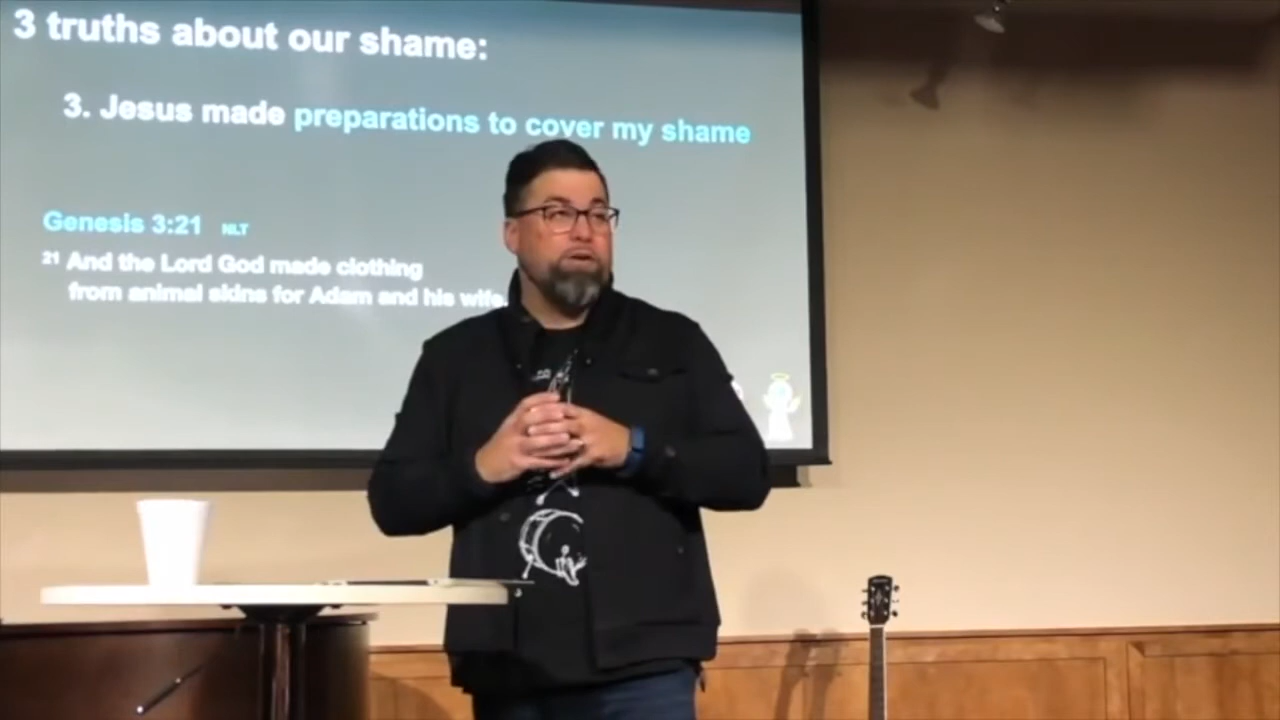 3 truths about our shame:
3. Jesus made preparations to cover my shame
Genesis 3:21 NLT
21 And the Lord God made clothing
from animal skins for Adam and his wife.